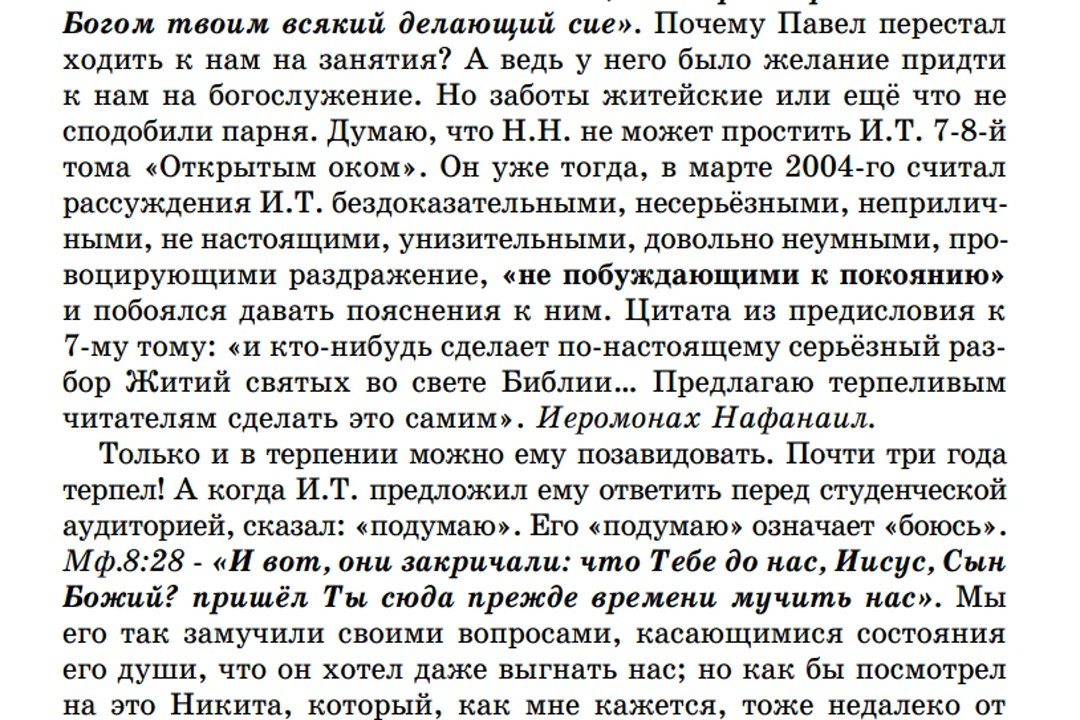 Богом твоим всякий делающий сие». Почему Павел перестал
ходить к нам на занятия? А ведь у него было желание придти
к нам на богослужение. Но заботы житейские или ещё что не
сподобили парня. Думаю, что Н.Н. не может простить И.Т. 7-8-й
тома «Открытым оком». Он уже тогда, в марте 2004-го считал
рассуждения И.Т. бездоказательными, несерьёзными, неприлич-
ными, не настоящими, унизительными, довольно неумными, про-
воцирующими раздражение, «не побуждающими к покоянию»
и побоялся давать пояснения к ним. Цитата из предисловия к
7-му тому: «и кто-нибудь сделает по-настоящему серьёзный раз-
бор Житий святых во свете Библии... Предлагаю терпеливым
читателям сделать это самим». Иеромонах Нафанаил.
Только и в терпении можно ему позавидовать. Почти три года
терпел! А когда И.Т. предложил ему ответить перед студенческой
аудиторией, сказал: «подумаю». Его «подумаю» означает «боюсь».
Мф.8:28 - «И вот, они закричали: что Тебе до нас, Иисус, Сын
Божий? пришёл Ты сюда прежде времени мучить нас». Мы
его так замучили своими вопросами, касающимися состояния
его души, что он хотел даже выгнать нас; но как бы посмотрел
на это Никита, который, как мне кажется, тоже недалеко от